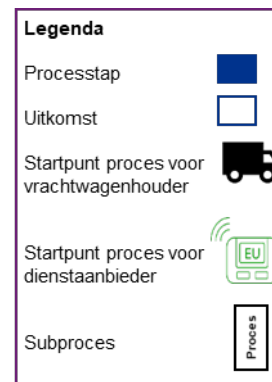 Legenda
Processtap
Uitkomst
Startpunt proces voor
vrachtwagenhouder
Startpunt proces voor
dienstaanbieder
EU
Subproces
Proces